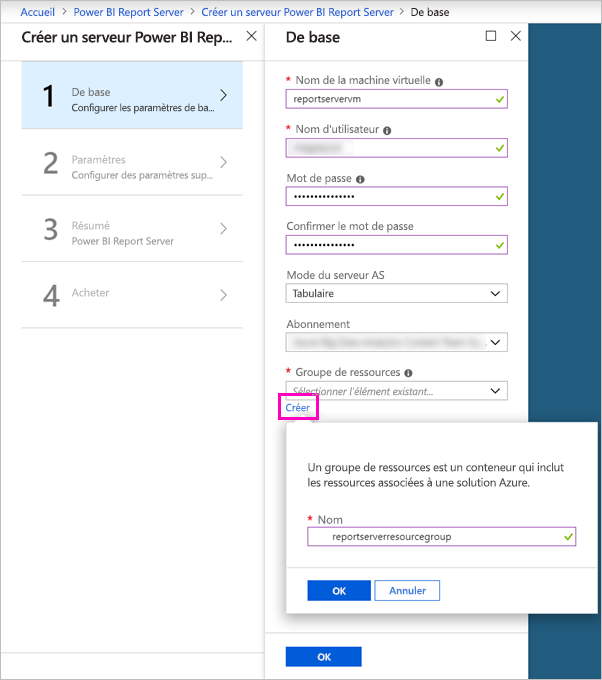 Accueil > Power BI Report Server > Créer un serveur Power BI Report Server > De base
Créer un serveur Power BI Rep...
1
De base
Configurer les paramètres de ba...
2
Paramètres
Configurer des paramètres sup...
3
Résumé
Power BI Report Server
4
Acheter
De base
* Nom de la machine virtuelle
reportservervm
* Nom d'utilisateur
Mot de passe
•••••••••••••••
Confirmer le mot de passe
•••••••••••••••
Mode du serveur AS
Tabulaire
Abonnement
* Groupe de ressources
Sélectionner l'élément existant...
Créer
Un groupe de ressources est un conteneur qui inclut
les ressources associées à une solution Azure.
* Nom
reportserverresourcegroup
OK Annuler
OK